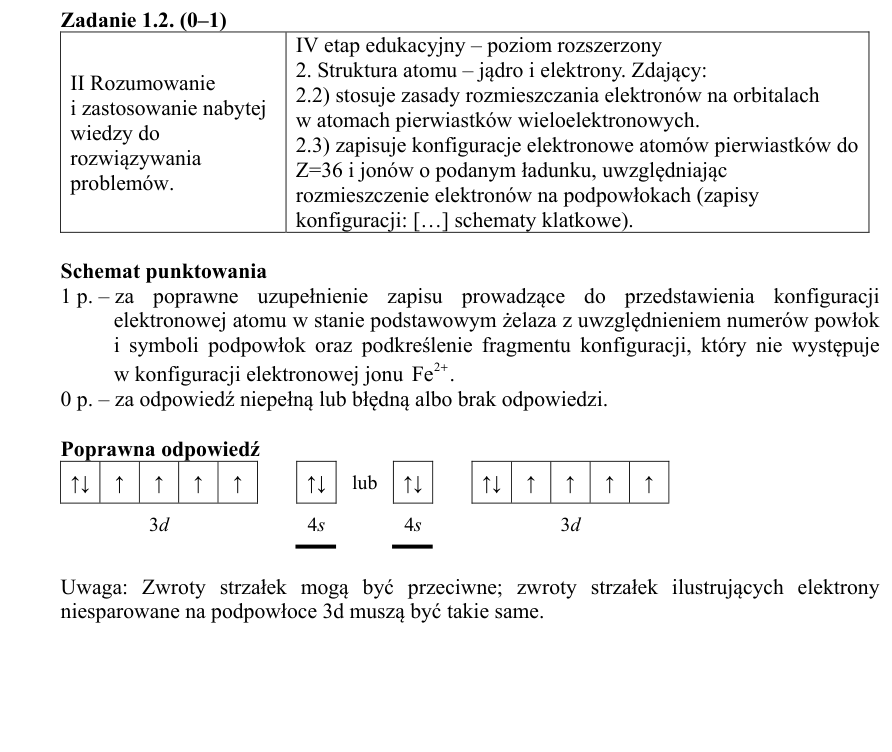 Zadanie 1.2. (0–1)
II Rozumowanie
i zastosowanie nabytej
wiedzy do
rozwiązywania
problemów.
IV etap edukacyjny – poziom rozszerzony
2. Struktura atomu – jądro i elektrony. Zdający:
2.2) stosuje zasady rozmieszczania elektronów na orbitalach
w atomach pierwiastków wieloelektronowych.
2.3) zapisuje konfiguracje elektronowe atomów pierwiastków do
Z=36 i jonów o podanym ładunku, uwzględniając
rozmieszczenie elektronów na podpowłokach (zapisy
konfiguracji: […] schematy klatkowe).
Schemat punktowania
1 p. – za poprawne uzupełnienie zapisu prowadzące do przedstawienia konfiguracji
elektronowej atomu w stanie podstawowym żelaza z uwzględnieniem numerów powłok
i symboli podpowłok oraz podkreślenie fragmentu konfiguracji, który nie występuje
w konfiguracji elektronowej jonu Fe²⁺.
0 p. – za odpowiedź niepełną lub błędną albo brak odpowiedzi.
Poprawna odpowiedź
↑↓ ↑ ↑ ↑ ↑ ↑↓ lub ↑↓ ↑↓ ↑ ↑ ↑ ↑
3d 4s 4s 3d
Uwaga: Zwroty strzałek mogą być przeciwne; zwroty strzałek ilustrujących elektrony
niesparowane na podpowłoce 3d muszą być takie same.